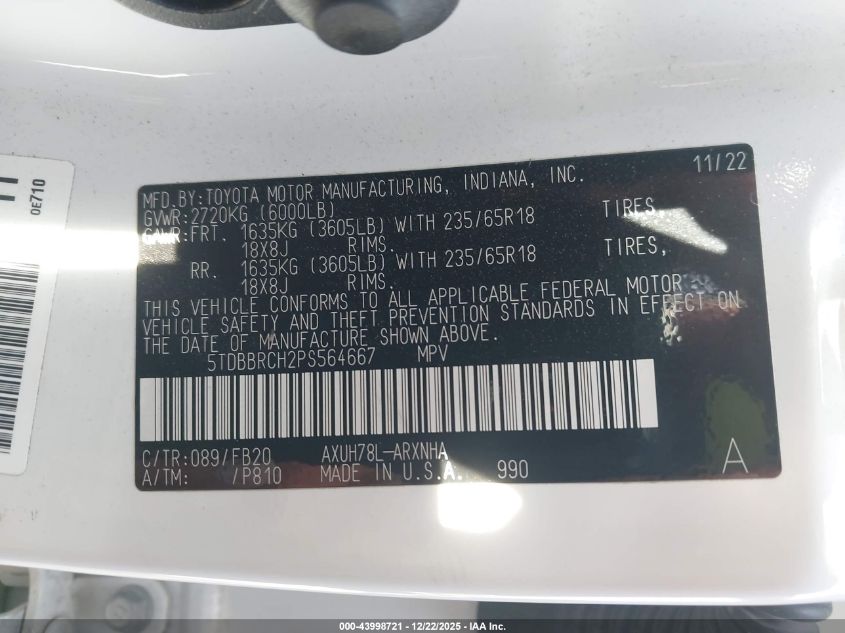 11/22
MFD.BY:TOYOTA MOTOR MANUFACTURING, INDIANA, INC.
GVWR:2720KG (6000LB)
GAWR:FRT. 1635KG (3605LB) WITH 235/65R18 TIRES,
18X8J RIMS.
RR. 1635KG (3605LB) WITH 235/65R18 TIRES,
18X8J RIMS.
THIS VEHICLE CONFORMS TO ALL APPLICABLE FEDERAL MOTOR
VEHICLE SAFETY AND THEFT PREVENTION STANDARDS IN EFFECT ON
THE DATE OF MANUFACTURE SHOWN ABOVE.
5TDBBRCH2PS564667 MPV
C/TR:089/FB20 AXUH78L-ARXNHA
A/TM: /P810 MADE IN U.S.A. 990
A
0E710
000-43998721 - 12/22/2025 - IAA Inc.